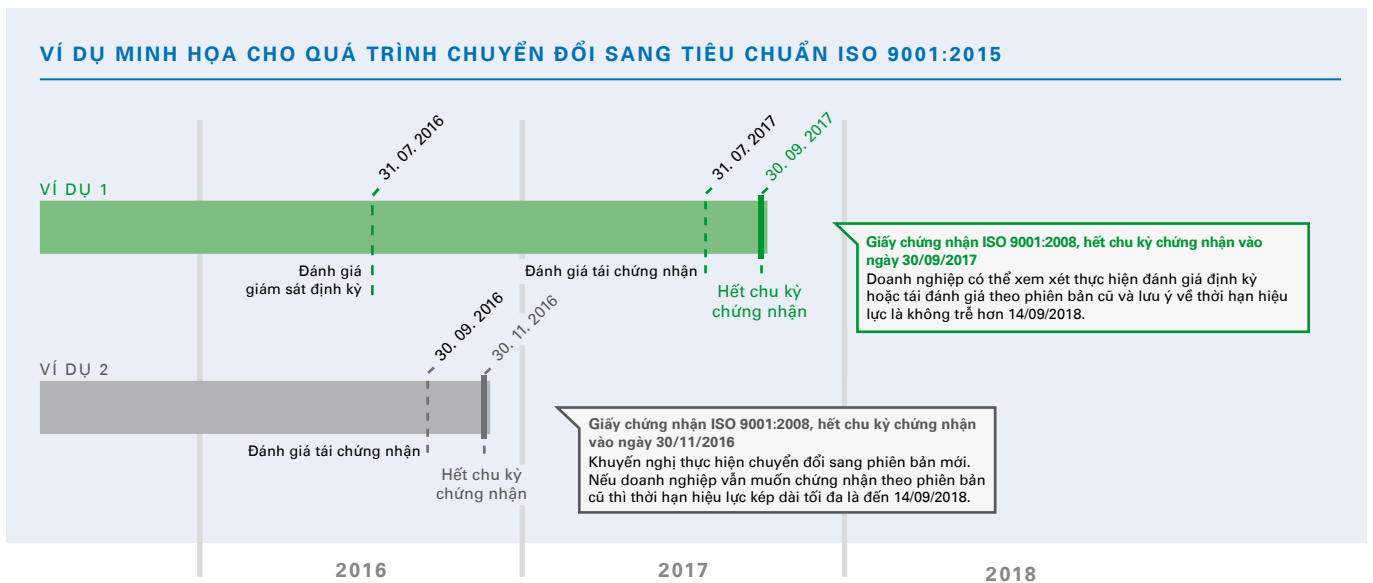 VÍ DỤ MINH HỌA CHO QUÁ TRÌNH CHUYỂN ĐỔI SANG TIÊU CHUẨN ISO 9001:2015
31. 07. 2016
31. 07. 2017
30. 09. 2017
VÍ DỤ 1
Đánh giá
giám sát định kỳ
Đánh giá tái chứng nhận
Hết chu kỳ
chứng nhận
Giấy chứng nhận ISO 9001:2008, hết chu kỳ chứng nhận vào
ngày 30/09/2017
Doanh nghiệp có thể xem xét thực hiện đánh giá định kỳ
hoặc tái đánh giá theo phiên bản cũ và lưu ý về thời hạn hiệu
lực là không trễ hơn 14/09/2018.
30. 09. 2016
30. 11. 2016
VÍ DỤ 2
Đánh giá tái chứng nhận
Hết chu kỳ
chứng nhận
Giấy chứng nhận ISO 9001:2008, hết chu kỳ chứng nhận
vào ngày 30/11/2016
Khuyến nghị thực hiện chuyển đổi sang phiên bản mới.
Nếu doanh nghiệp vẫn muốn chứng nhận theo phiên bản
cũ thì thời hạn hiệu lực kép dài tối đa là đến 14/09/2018.
2016
2017
2018